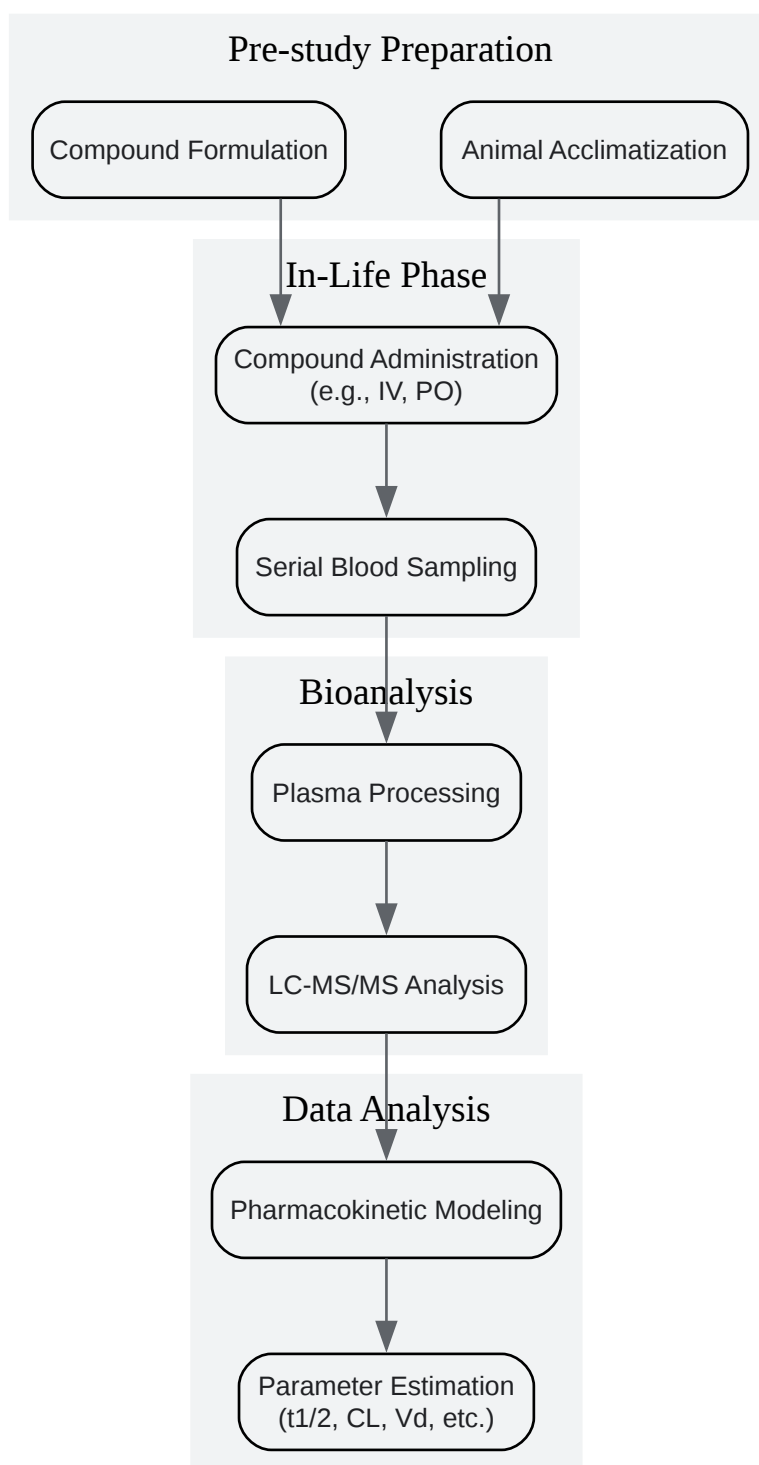 Pre-study Preparation
Compound Formulation
Animal Acclimatization
In-Life Phase
Compound Administration
(e.g., IV, PO)
Serial Blood Sampling
Bioanalysis
Plasma Processing
LC-MS/MS Analysis
Data Analysis
Pharmacokinetic Modeling
Parameter Estimation
(t1/2, CL, Vd, etc.)